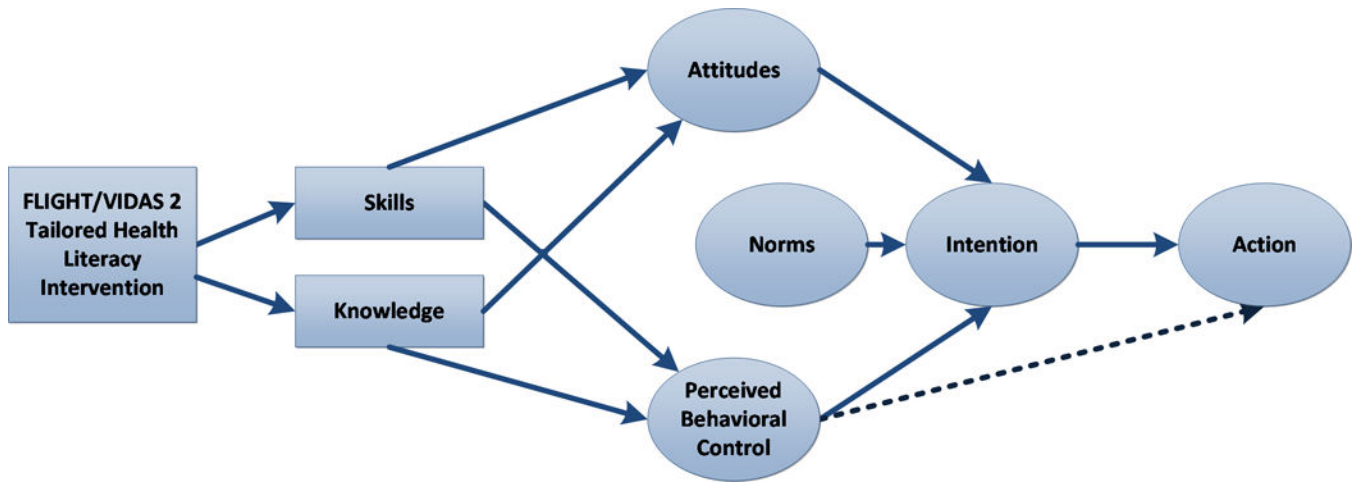 FLIGHT/VIDAS 2
Tailored Health
Literacy
Intervention
Skills
Knowledge
Attitudes
Norms
Perceived
Behavioral
Control
Intention
Action